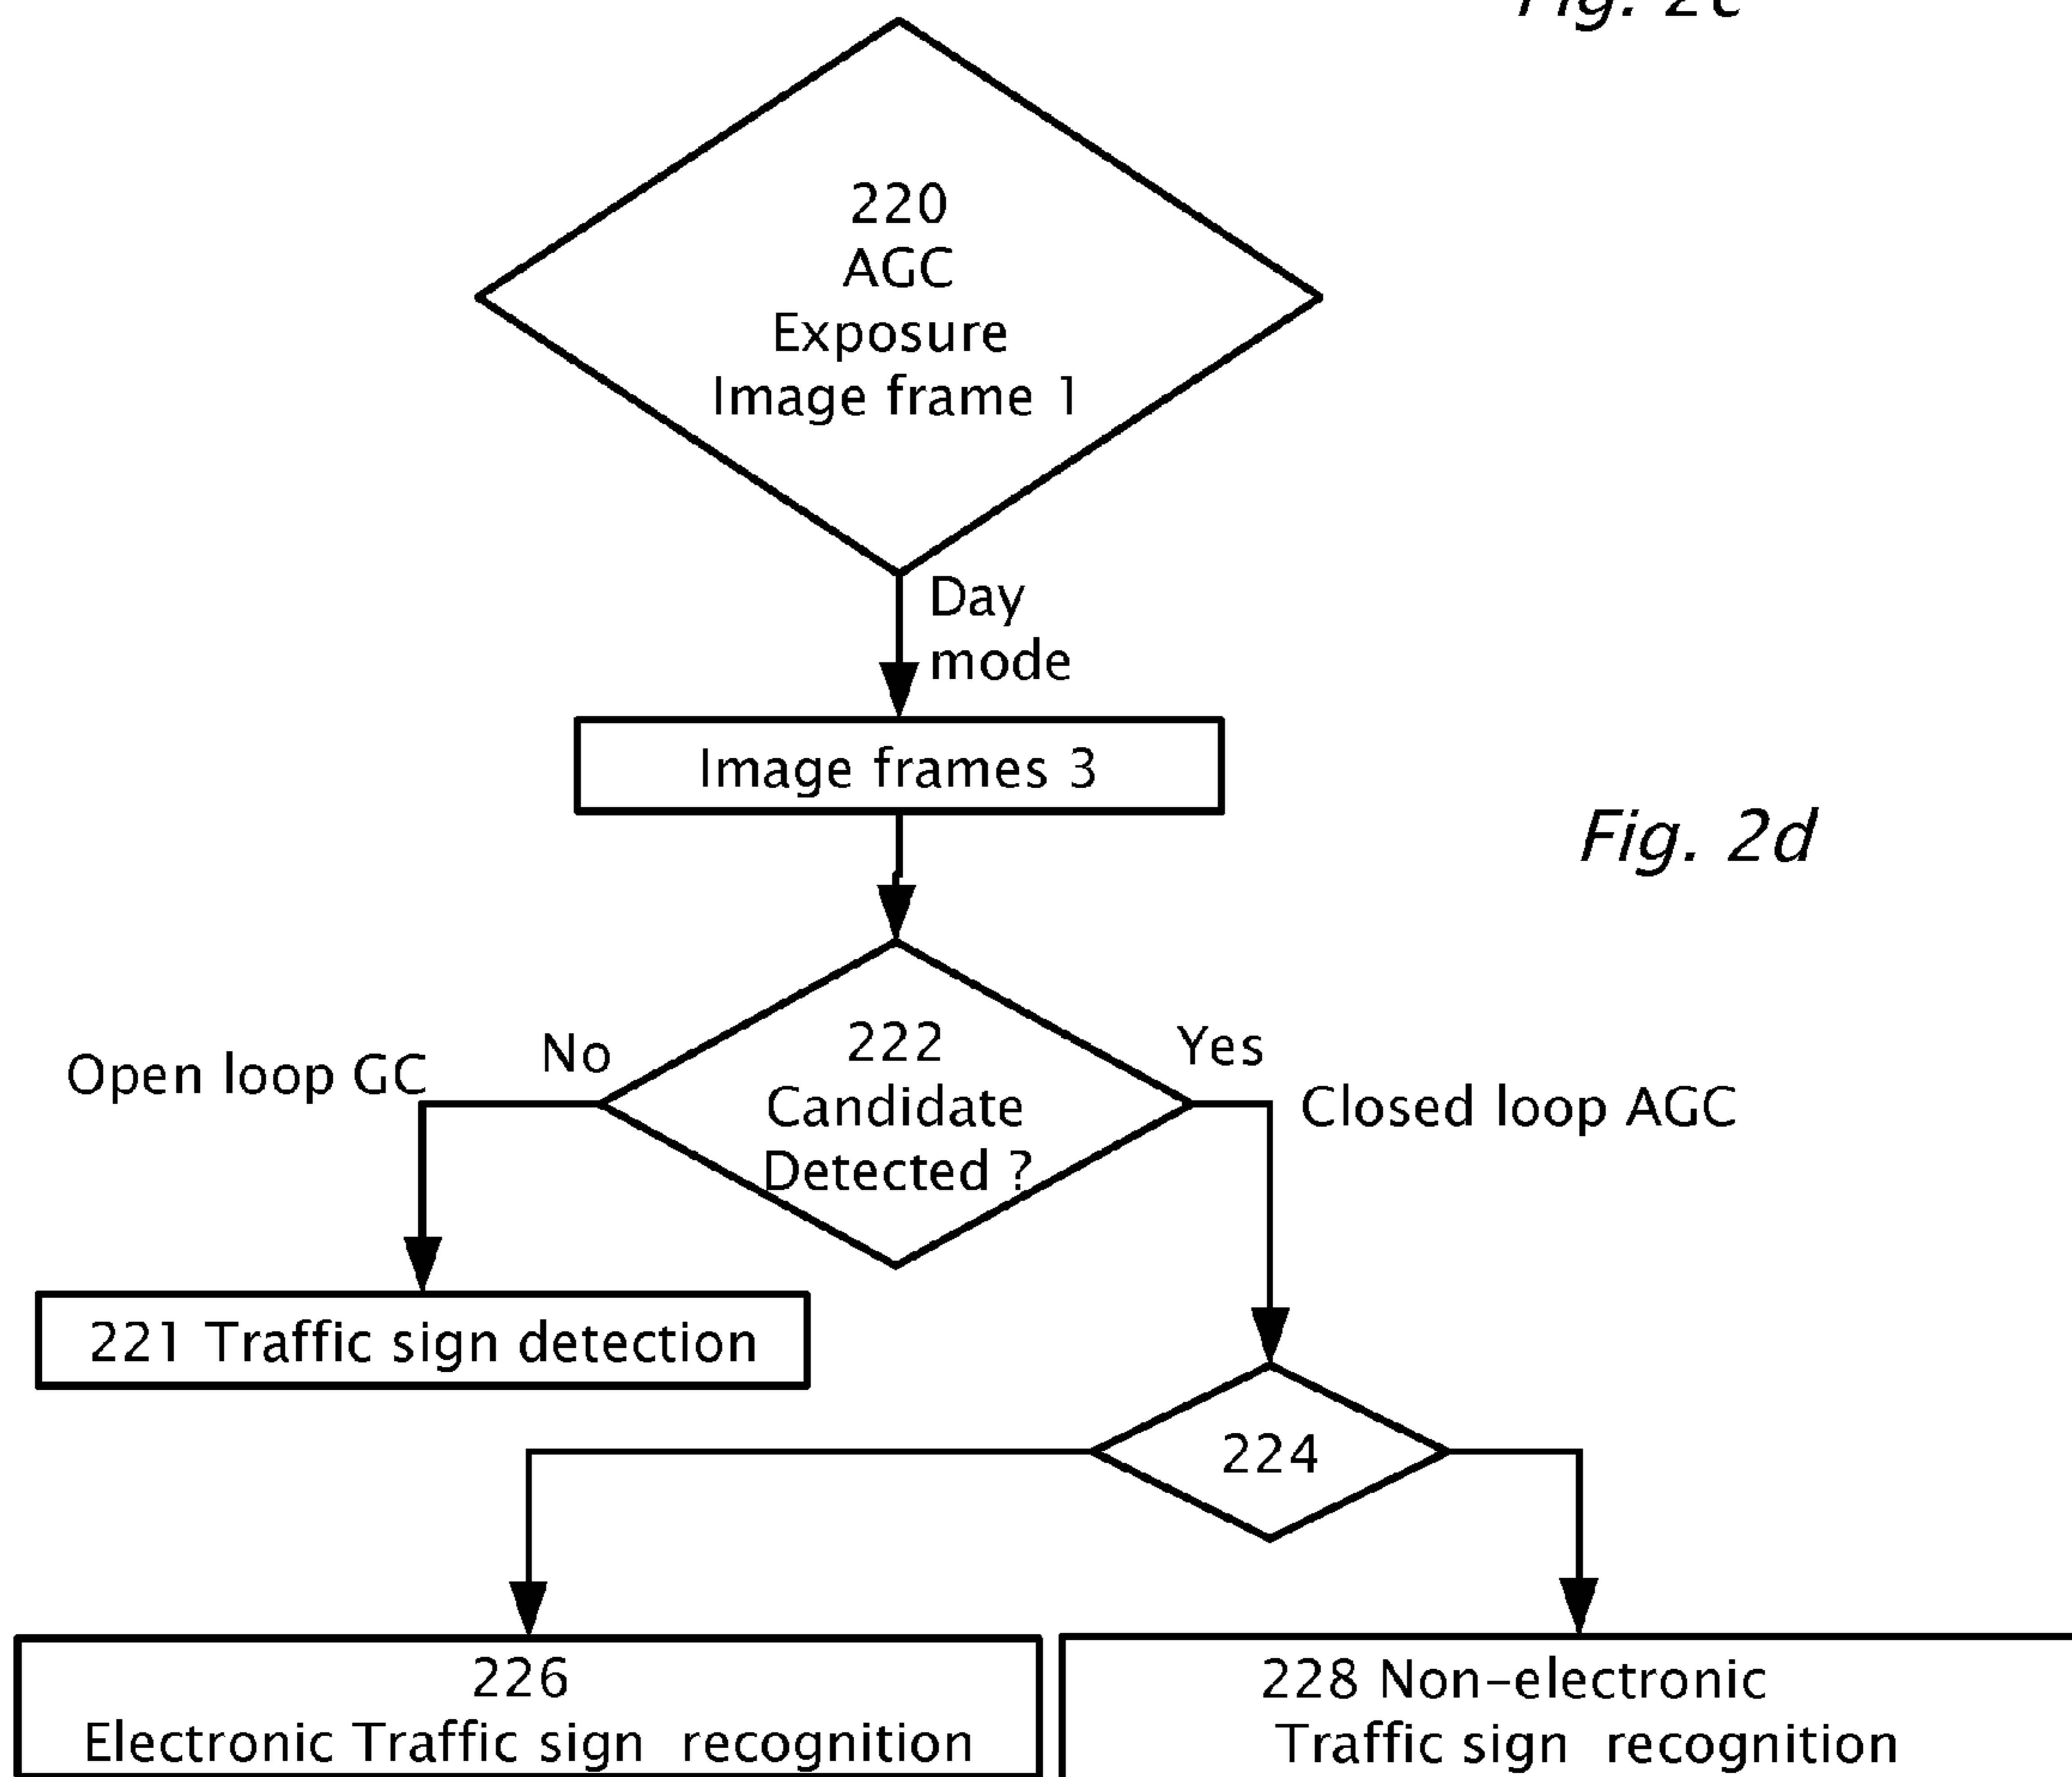 Fig. 2c
220
AGC
Exposure
Image frame 1
Day
mode
Image frames 3
Fig. 2d
Open loop GC
No
222
Candidate
Detected ?
Yes
Closed loop AGC
221 Traffic sign detection
224
226
Electronic Traffic sign recognition
228 Non-electronic
Traffic sign recognition